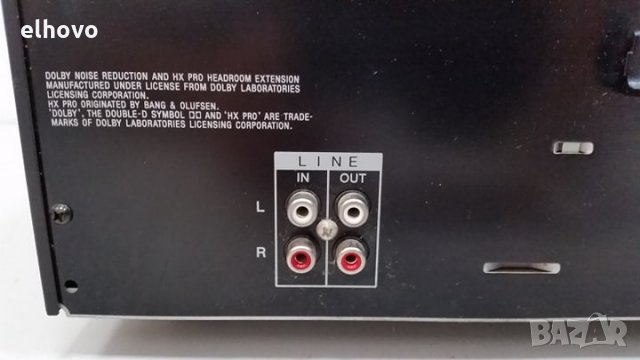 elhovo
DOLBY NOISE REDUCTION AND HX PRO HEADROOM EXTENSION
MANUFACTURED UNDER LICENSE FROM DOLBY LABORATORIES
LICENSING CORPORATION.
HX PRO ORIGINATED BY BANG & OLUFSEN.
'DOLBY', THE DOUBLE-D SYMBOL AND 'HX PRO' ARE TRADE-
MARKS OF DOLBY LABORATORIES LICENSING CORPORATION.
LINE
IN OUT
L
R
BAZAR
bg